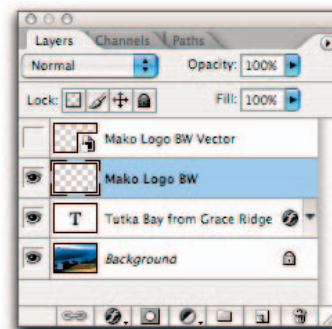 Layers Channels Paths
Normal Opacity: 100%
Lock: Fill: 100%
Mako Logo BW Vector
Mako Logo BW
T Tutka Bay from Grace Ridge
Background